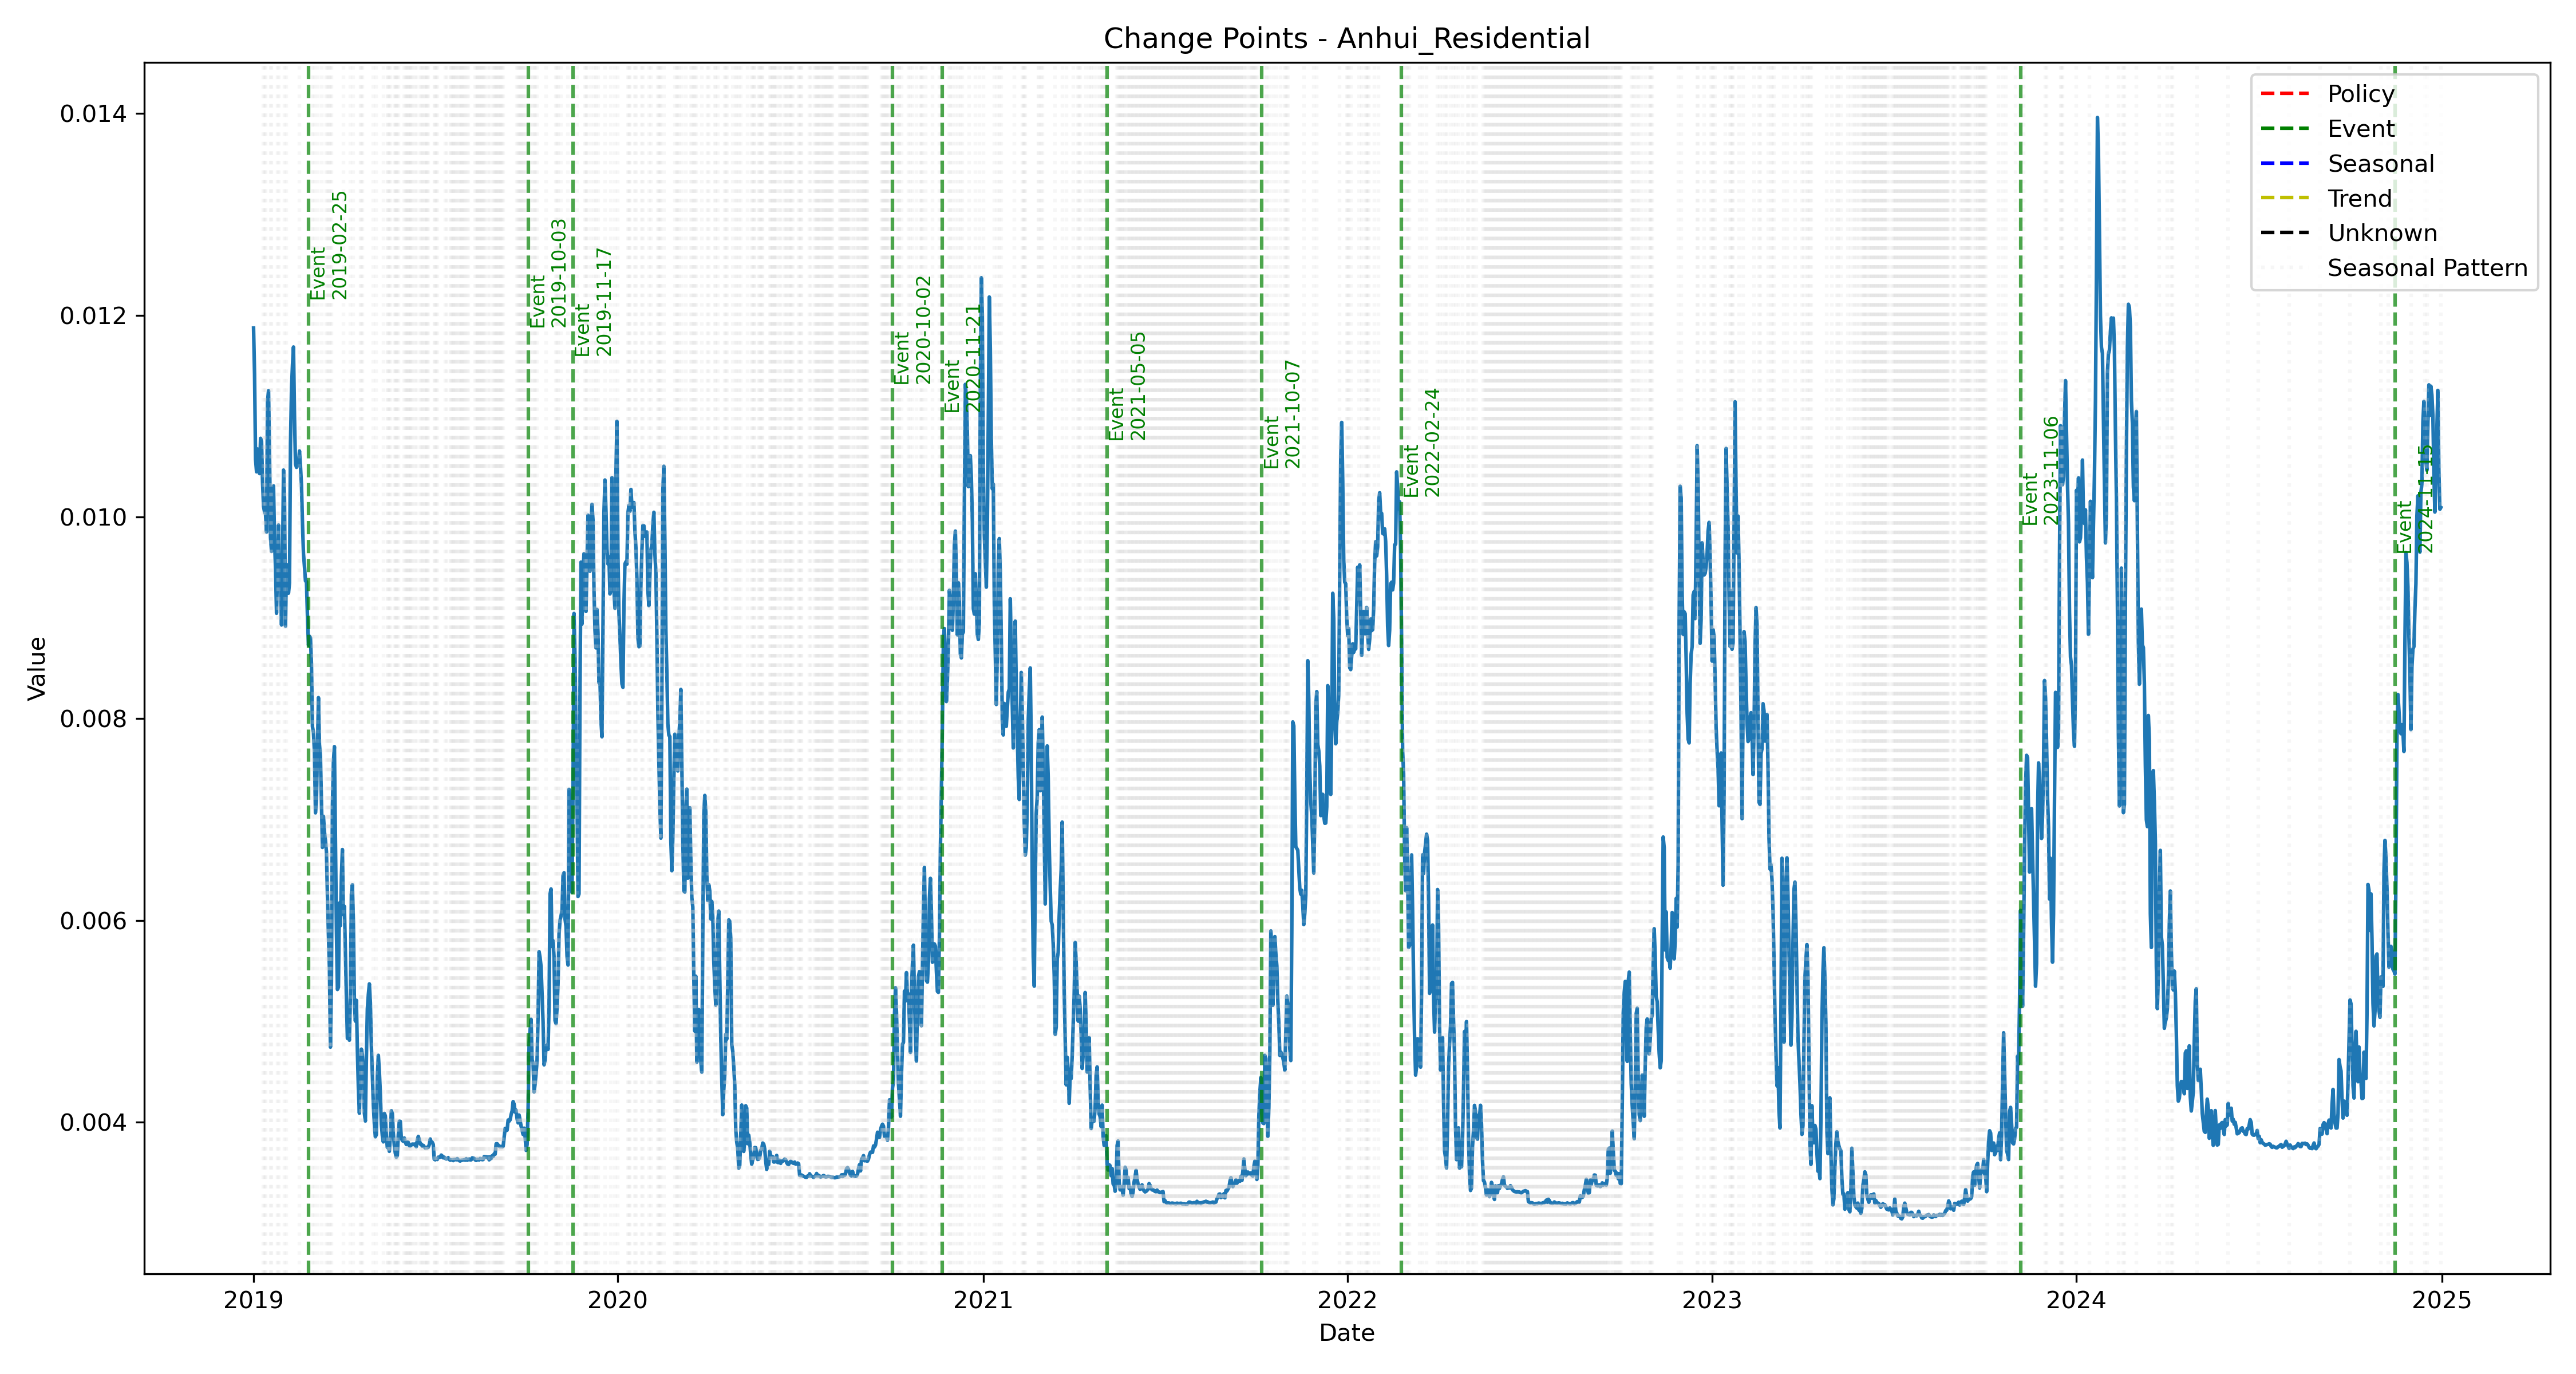 Change Points - Anhui_Residential
Value
0.014
0.012
0.010
0.008
0.006
0.004
Event
2019-02-25
Event
2019-10-03
Event
2019-11-17
Event
2020-10-02
Event
2020-11-21
Event
2021-05-05
Event
2021-10-07
Event
2022-02-24
Event
2023-11-06
Event
2024-11-15
Policy
Event
Seasonal
Trend
Unknown
Seasonal Pattern
2019
2020
2021
2022
2023
2024
2025
Date